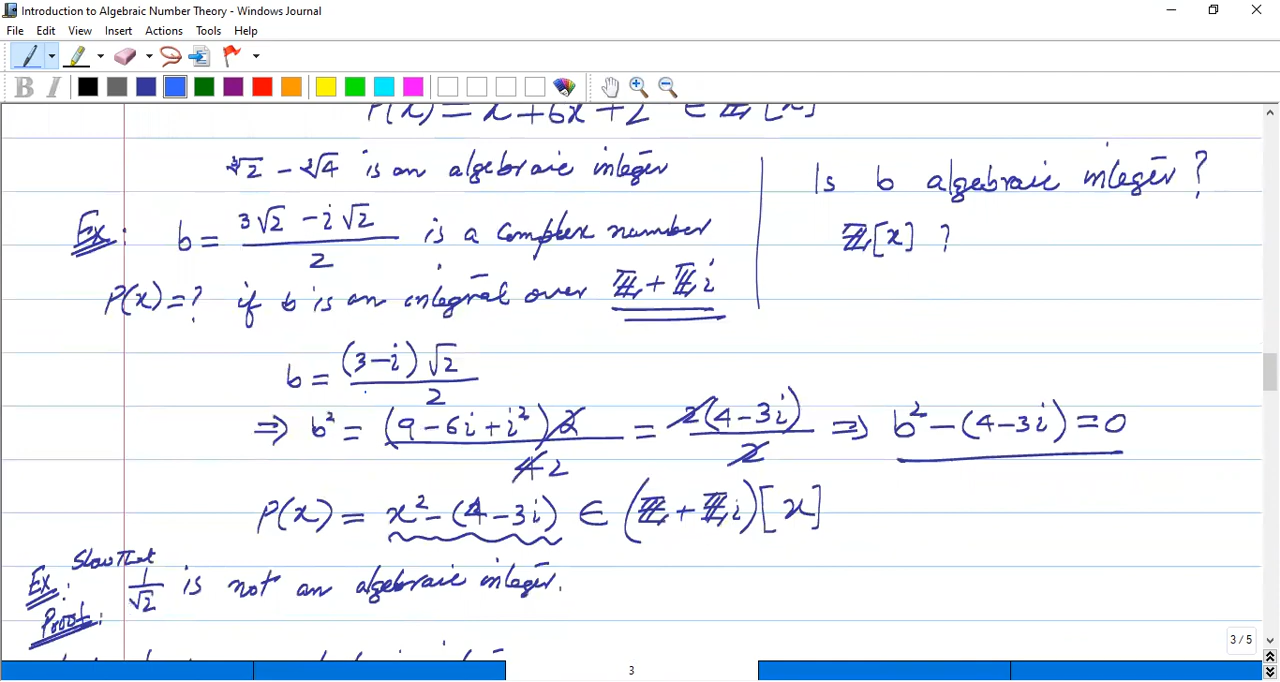 Introduction to Algebraic Number Theory - Windows Journal
File Edit View Insert Actions Tools Help
B I
P(x) = x + 6x + 2 ∈ ℤ[x]
∛2 - ∛4 is an algebraic integer
Ex: b = (3√2 - i√2)/2 is a complex number
P(x) = ? if b is an integral over ℤ + ℤi
Is b algebraic integer?
ℤ[x] ?
b = (3-i)√2/2
⇒ b² = (9 - 6i + i²)2/4 2 = 2(4-3i)/2 ⇒ b² - (4-3i) = 0
P(x) = x² - (4-3i) ∈ (ℤ + ℤi)[x]
Ex: Show That 1/√2 is not an algebraic integer.
Proof:
3 / 5
3